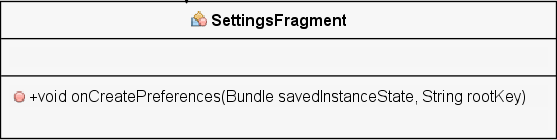 SettingsFragment
+void onCreatePreferences(Bundle savedInstanceState, String rootKey)